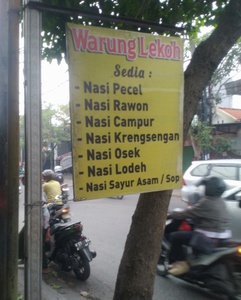 Warung Lekoh
Sedia :
- Nasi Pecel
- Nasi Rawon
- Nasi Campur
- Nasi Krengsengan
- Nasi Osek
- Nasi Lodeh
- Nasi Sayur Asam / Sop